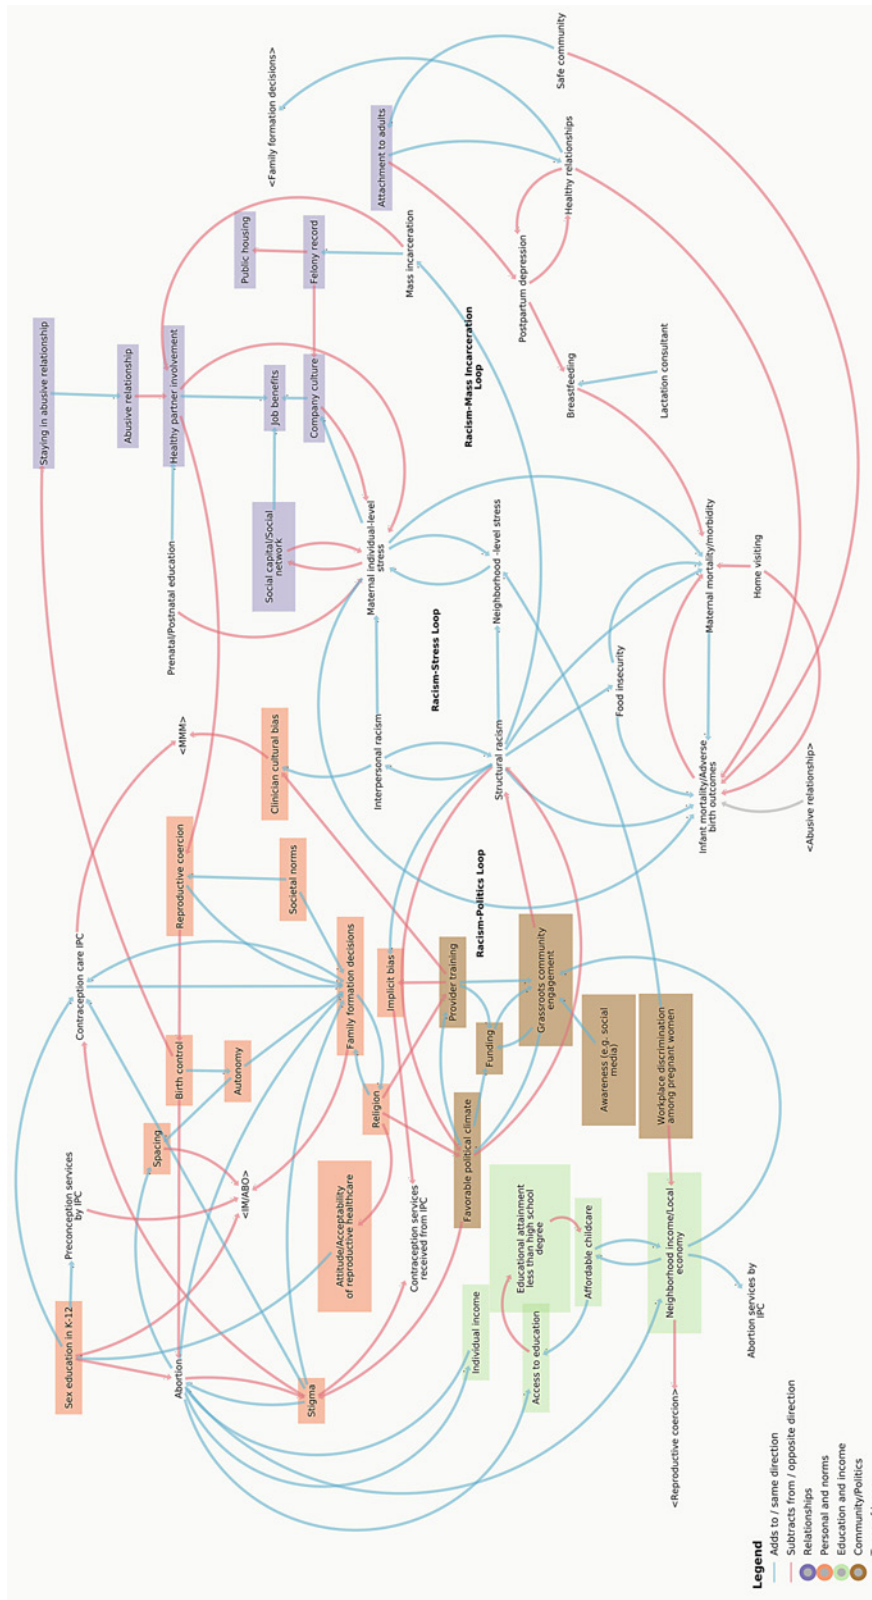 Staying in abusive relationship
Abusive relationship
Healthy partner involvement
Public housing
Job benefits
Felony record
Company culture
<Family formation decisions>
Attachment to adults
Safe community
Healthy relationships
Mass incarceration
Postpartum depression
Racism-Mass Incarceration
Loop
Breastfeeding
Lactation consultant
Prenatal/Postnatal education
Social capital/Social
network
Maternal individual-level
stress
Neighborhood -level stress
Racism-Stress Loop
Maternal mortality/morbidity
Home visiting
Food insecurity
<MMM>
Clinician cultural bias
Interpersonal racism
Structural racism
Infant mortality/Adverse
birth outcomes
<Abusive relationship>
Contraception care IPC
Reproductive coercion
Societal norms
Birth control
Autonomy
Family formation decisions
Implicit bias
Racism-Politics Loop
Provider training
Grassroots community
engagement
Funding
Awareness (e.g. social
media)
Workplace discrimination
among pregnant women
Spacing
Religion
Favorable political climate
Preconception services
by IPC
<IM/ABO>
Attitude/Acceptability
of reproductive healthcare
Contraception services
received from IPC
Educational attainment
less than high school
degree
Affordable childcare
Neighborhood income/Local
economy
Sex education in K-12
Abortion
Stigma
Individual income
Access to education
Abortion services by
IPC
<Reproductive coercion>
Legend
Adds to / same direction
Subtracts from / opposite direction
Relationships
Personal and norms
Education and income
Community/Politics